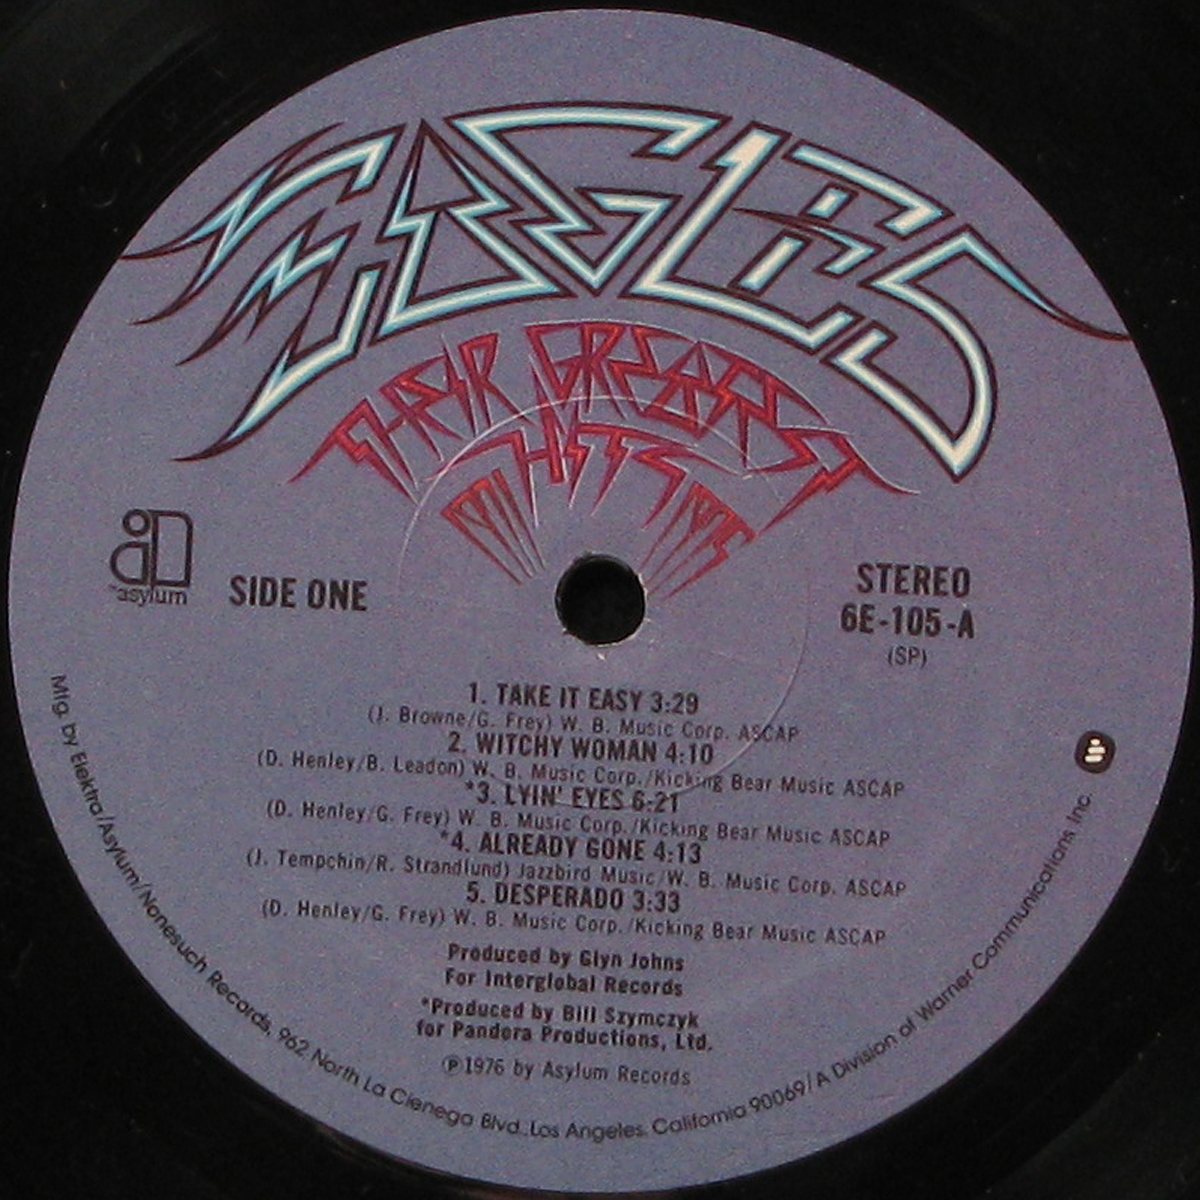 EAGLES
THEIR GREATEST
HITS
asylum
SIDE ONE
STEREO
6E-105-A
(SP)
1. TAKE IT EASY 3:29
(J. Browne/G. Frey) W. B. Music Corp. ASCAP
2. WITCHY WOMAN 4:10
(D. Henley/B. Leadon) W. B. Music Corp./Kicking Bear Music ASCAP
*3. LYIN' EYES 6:21
(D. Henley/G. Frey) W. B. Music Corp./Kicking Bear Music ASCAP
*4. ALREADY GONE 4:13
(J. Tempchin/R. Strandlund) Jazzbird Music/W. B. Music Corp. ASCAP
5. DESPERADO 3:33
(D. Henley/G. Frey) W. B. Music Corp./Kicking Bear Music ASCAP
Produced by Glyn Johns
For Interglobal Records
*Produced by Bill Szymczyk
for Pandora Productions, Ltd.
℗1976 by Asylum Records
Mfg. by Elektra/Asylum/Nonesuch Records, 962 North La Cienega Blvd., Los Angeles, California 90069/A Division of Warner Communications Inc.